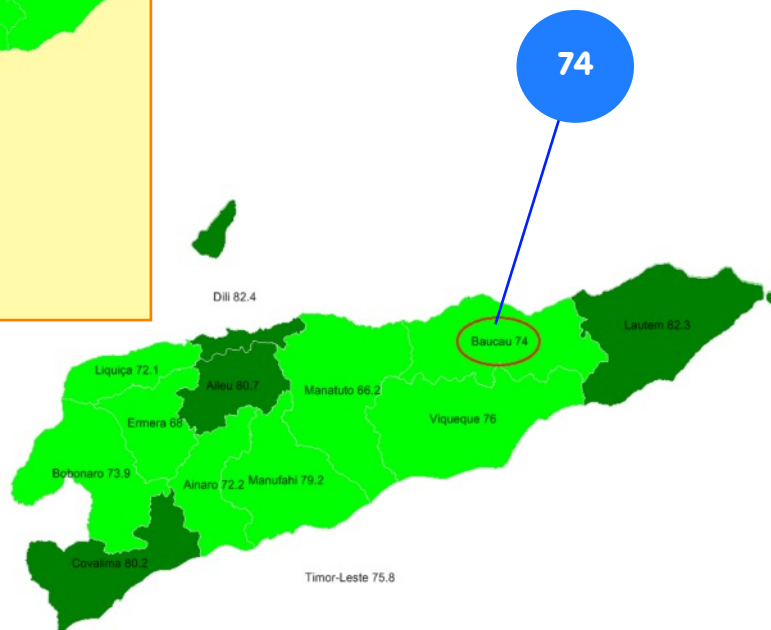 74
Dili 82.4
Lautem 82.3
Baucau 74
Liquiça 72.1
Aileu 80.7
Manatuto 66.2
Ermera 68
Viqueque 76
Bobonaro 73.9
Ainaro 72.2
Manufahi 79.2
Covalima 80.2
Timor-Leste 75.8